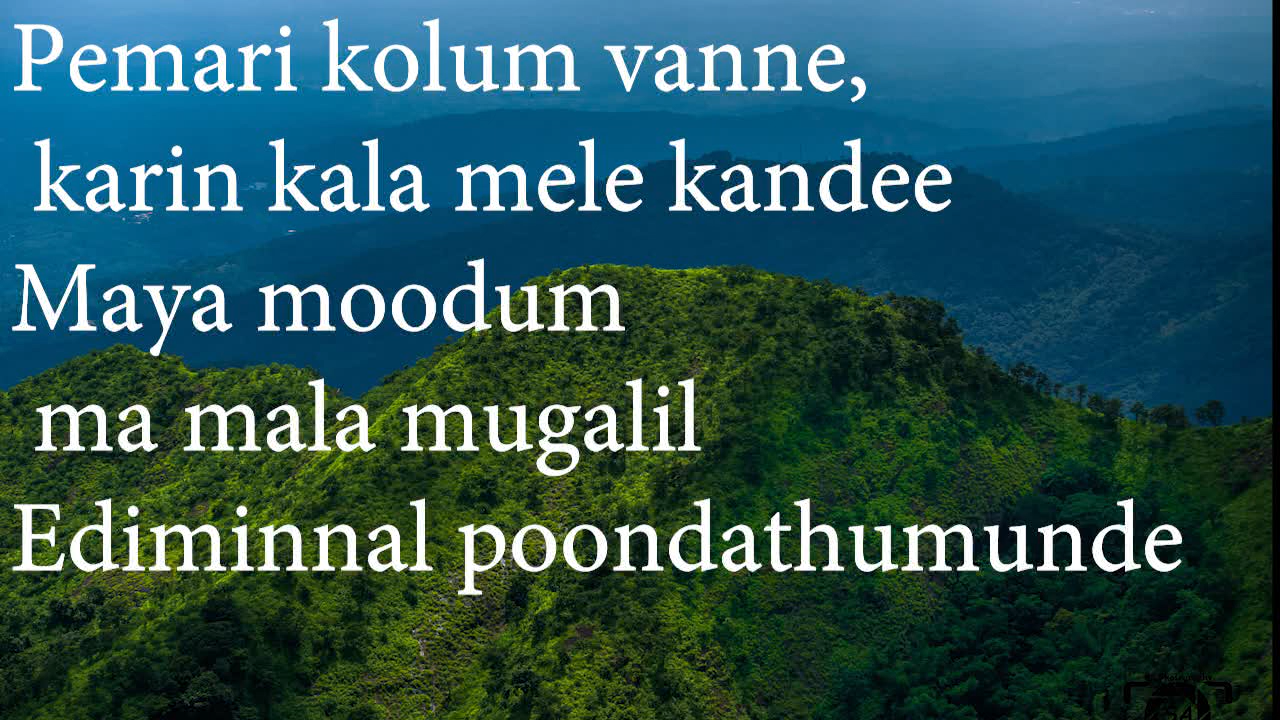 Pemari kolum vanne,
karin kala mele kandee
Maya moodum
ma mala mugalil
Ediminnal poondathumunde